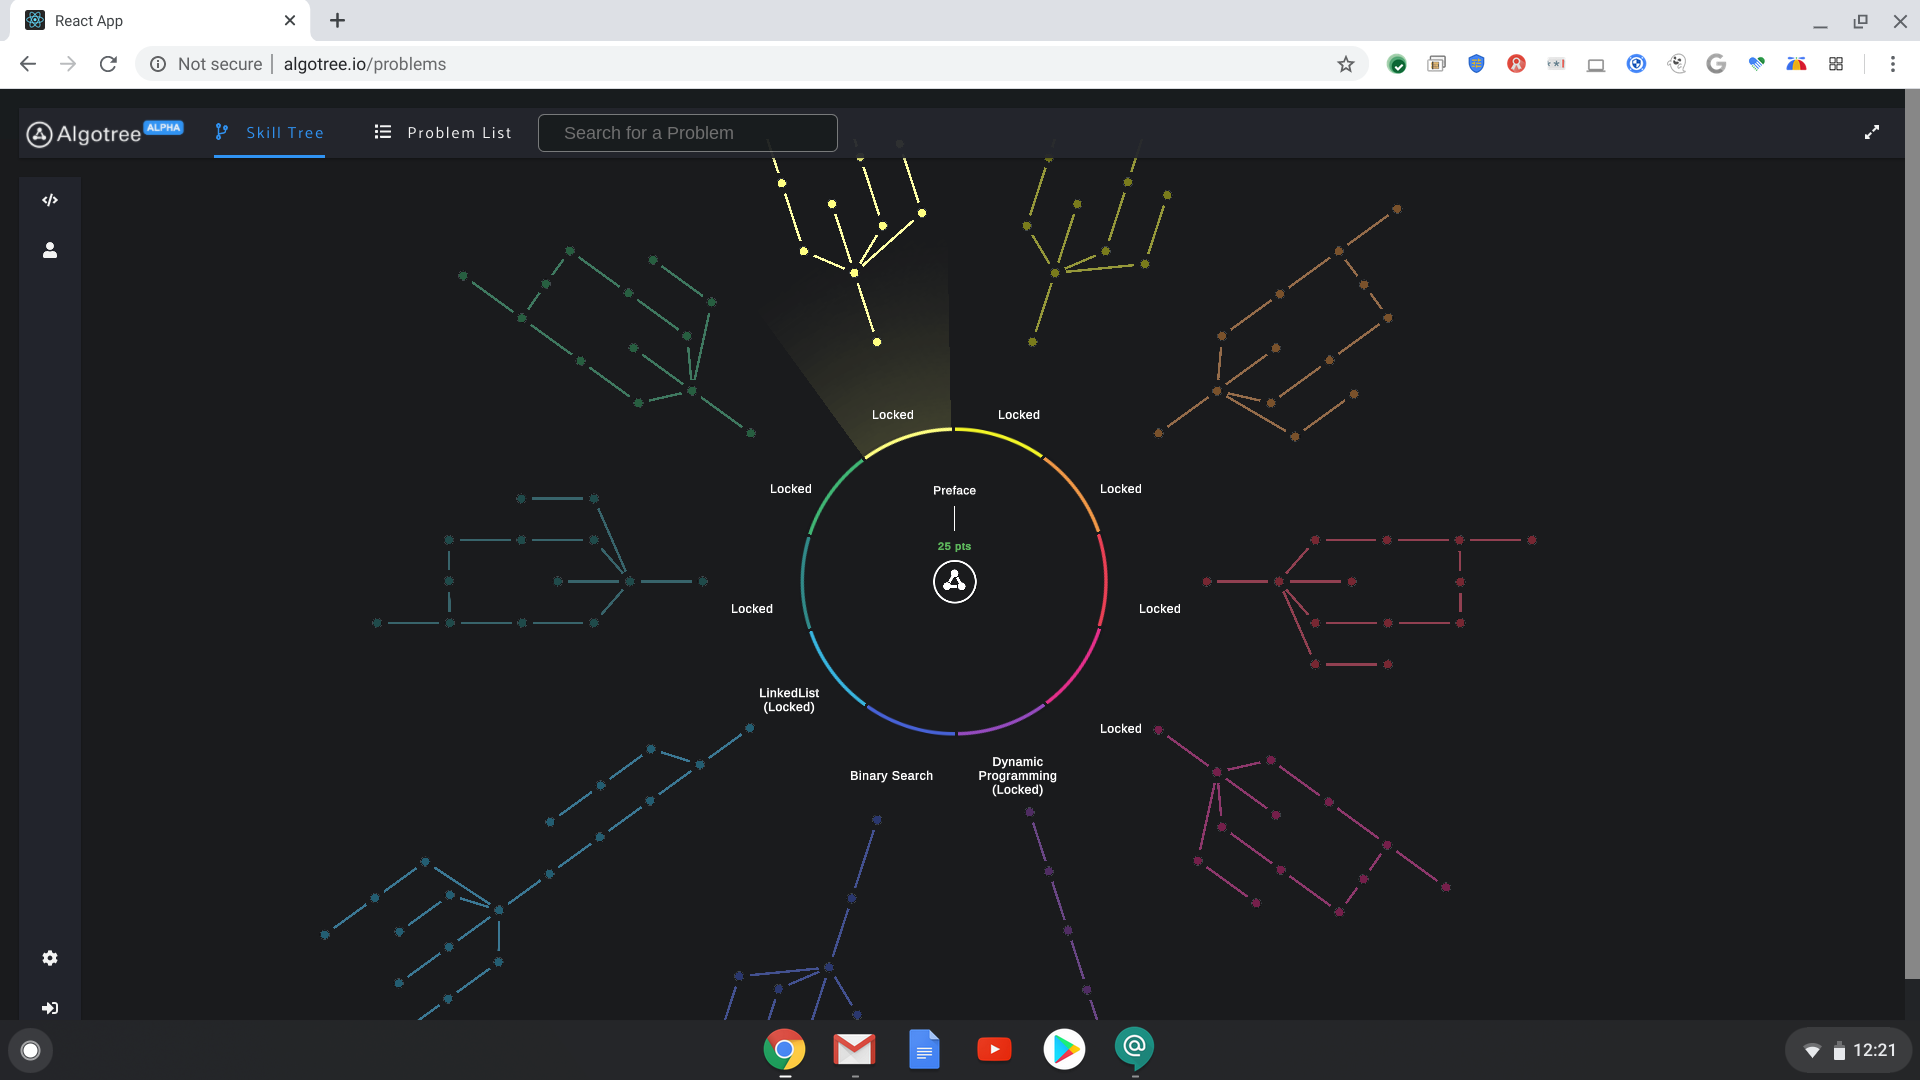 React App
Not secure
algotree.io/problems
Algotree ALPHA
Skill Tree
Problem List
Search for a Problem
Locked
Locked
Locked
Locked
Preface
25 pts
Locked
Locked
LinkedList
(Locked)
Locked
Binary Search
Dynamic
Programming
(Locked)
12:21